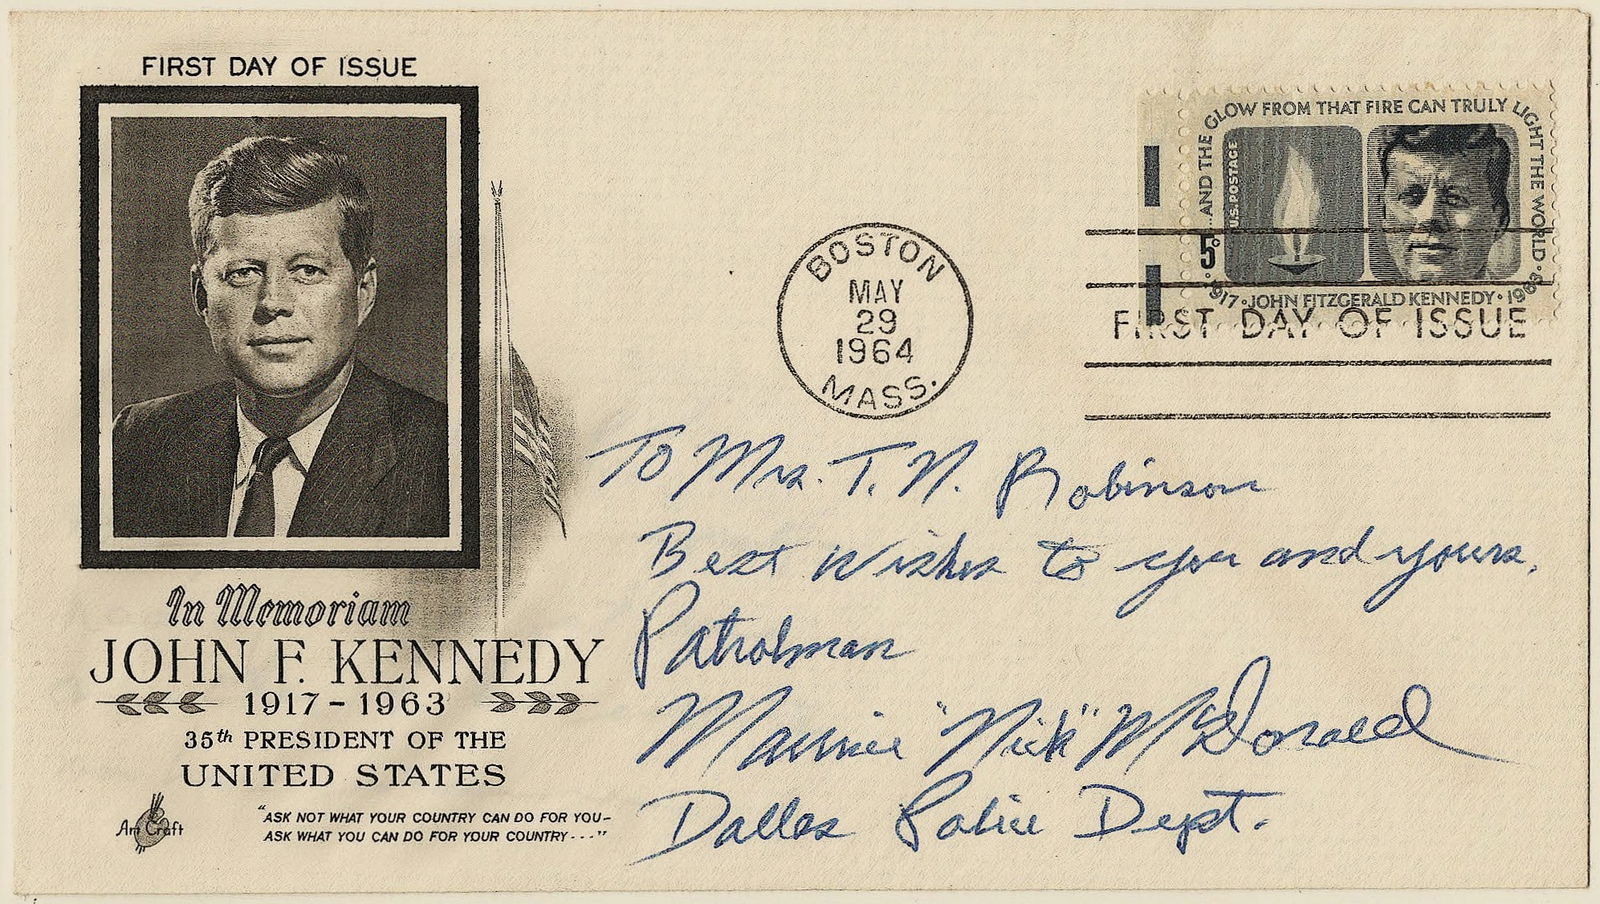 FIRST DAY OF ISSUE
In Memoriam
JOHN F. KENNEDY
1917 - 1963
35th PRESIDENT OF THE
UNITED STATES
Art Craft
"ASK NOT WHAT YOUR COUNTRY CAN DO FOR YOU-
ASK WHAT YOU CAN DO FOR YOUR COUNTRY---"
BOSTON
MAY
29
1964
MASS.
...AND THE GLOW FROM THAT FIRE CAN TRULY LIGHT THE WORLD
U.S. POSTAGE
5c
1917 • JOHN FITZGERALD KENNEDY • 1963
FIRST DAY OF ISSUE
To Mrs. T. N. Robinson
Best wishes to you and yours,
Patrolman
Maurice "Nick" McDonald
Dallas Police Dept.